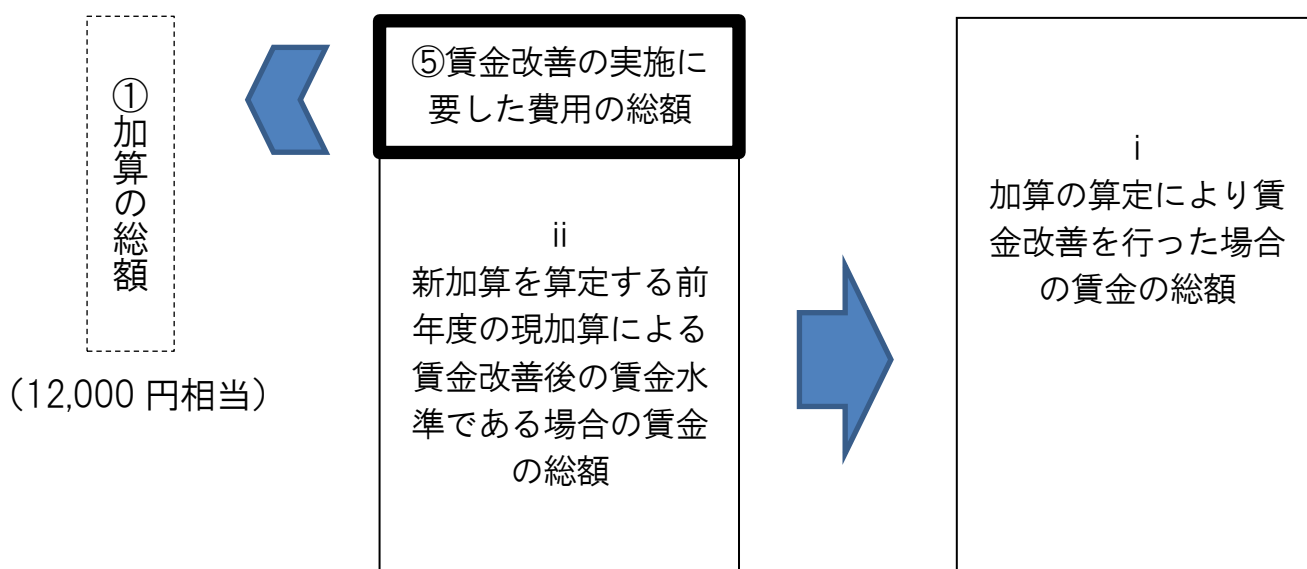 ①加算の総額
(12,000 円相当)
⑤賃金改善の実施に
要した費用の総額
ⅱ
新加算を算定する前
年度の現加算による
賃金改善後の賃金水
準である場合の賃金
の総額
ⅰ
加算の算定により賃
金改善を行った場合
の賃金の総額